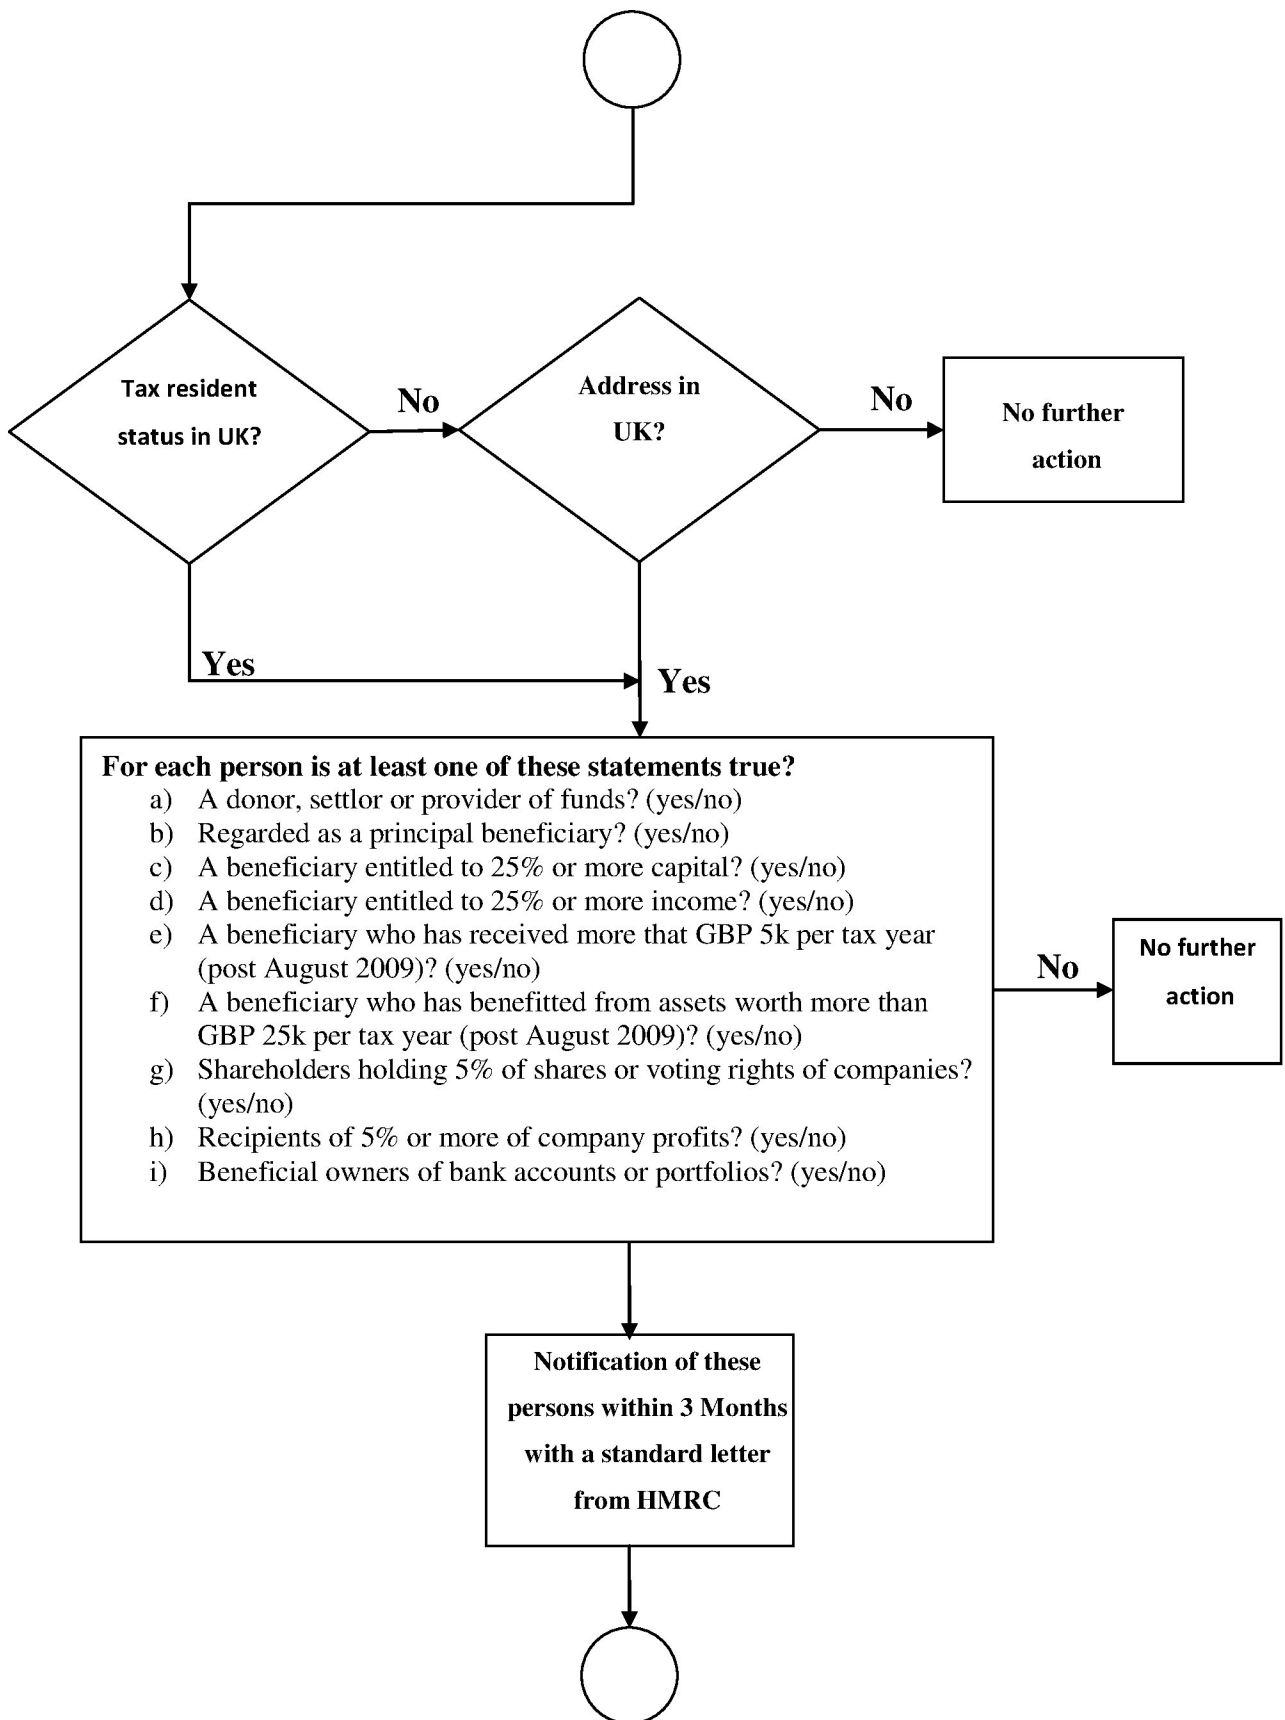 Tax resident
status in UK?
No
Address in
UK?
No
No further
action
Yes
Yes
For each person is at least one of these statements true?
a) A donor, settlor or provider of funds? (yes/no)
b) Regarded as a principal beneficiary? (yes/no)
c) A beneficiary entitled to 25% or more capital? (yes/no)
d) A beneficiary entitled to 25% or more income? (yes/no)
e) A beneficiary who has received more that GBP 5k per tax year
(post August 2009)? (yes/no)
f) A beneficiary who has benefitted from assets worth more than
GBP 25k per tax year (post August 2009)? (yes/no)
g) Shareholders holding 5% of shares or voting rights of companies?
(yes/no)
h) Recipients of 5% or more of company profits? (yes/no)
i) Beneficial owners of bank accounts or portfolios? (yes/no)
No
No further
action
Notification of these
persons within 3 Months
with a standard letter
from HMRC